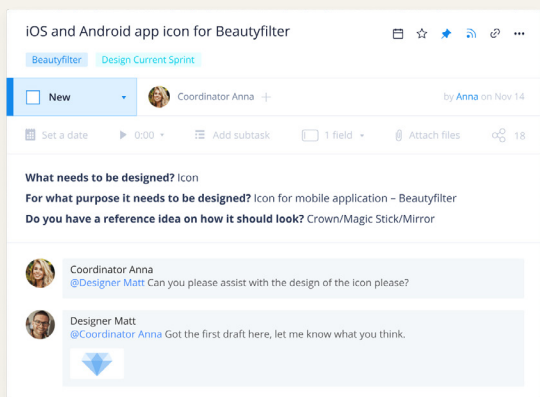 iOS and Android app icon for Beautyfilter
Beautyfilter Design Current Sprint
New Coordinator Anna by Anna on Nov 14
Set a date 0:00 Add subtask 1 field Attach files 18
What needs to be designed? Icon
For what purpose it needs to be designed? Icon for mobile application – Beautyfilter
Do you have a reference idea on how it should look? Crown/Magic Stick/Mirror
Coordinator Anna
@Designer Matt Can you please assist with the design of the icon please?
Designer Matt
@Coordinator Anna Got the first draft here, let me know what you think.